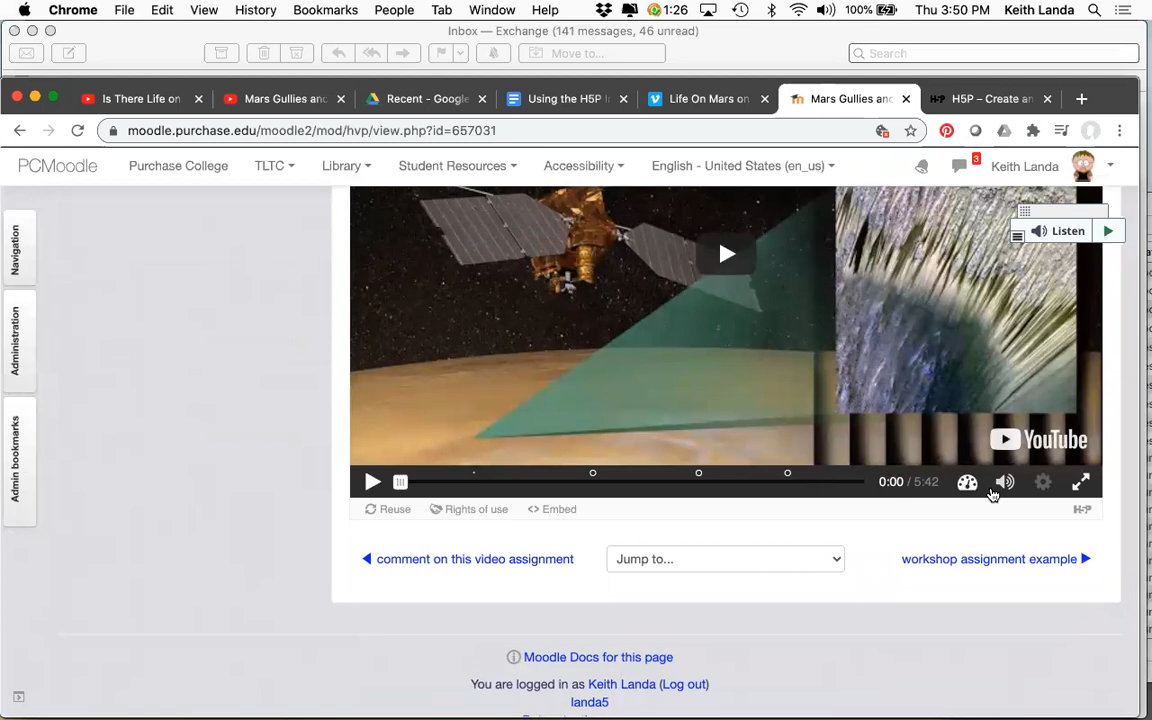 Chrome File Edit View History Bookmarks People Tab Window Help 1:26 100% Thu 3:50 PM Keith Landa
Inbox — Exchange (141 messages, 46 unread)
Move to... Search
Is There Life on Mars Gullies and Recent - Google Using the H5P Life On Mars on Mars Gullies and H5P – Create an
moodle.purchase.edu/moodle2/mod/hvp/view.php?id=657031
PCMoodle Purchase College TLTC Library Student Resources Accessibility English - United States (en_us) 3 Keith Landa
Listen
Navigation
Administration
Admin bookmarks
YouTube
0:00 / 5:42
Reuse Rights of use <> Embed H-P
comment on this video assignment Jump to... workshop assignment example
Moodle Docs for this page
You are logged in as Keith Landa (Log out)
landa5